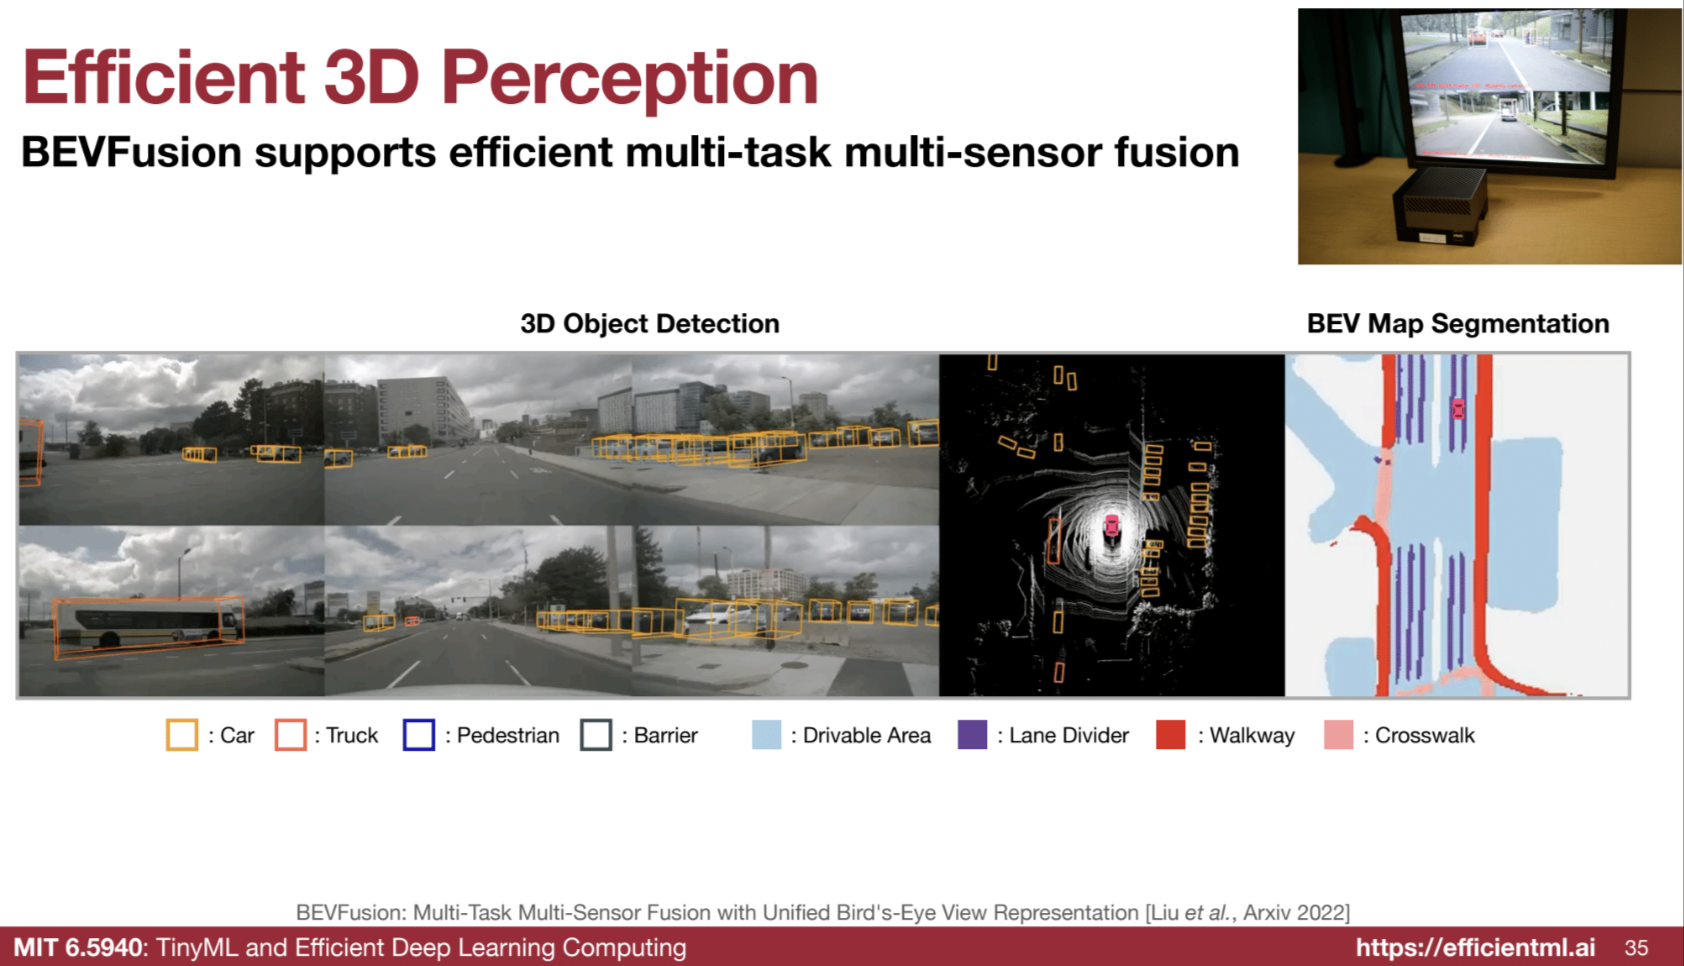 Efficient 3D Perception
BEVFusion supports efficient multi-task multi-sensor fusion
3D Object Detection
BEV Map Segmentation
: Car : Truck : Pedestrian : Barrier : Drivable Area : Lane Divider : Walkway : Crosswalk
BEVFusion: Multi-Task Multi-Sensor Fusion with Unified Bird's-Eye View Representation [Liu et al., Arxiv 2022]
MIT 6.5940: TinyML and Efficient Deep Learning Computing
https://efficientml.ai 35